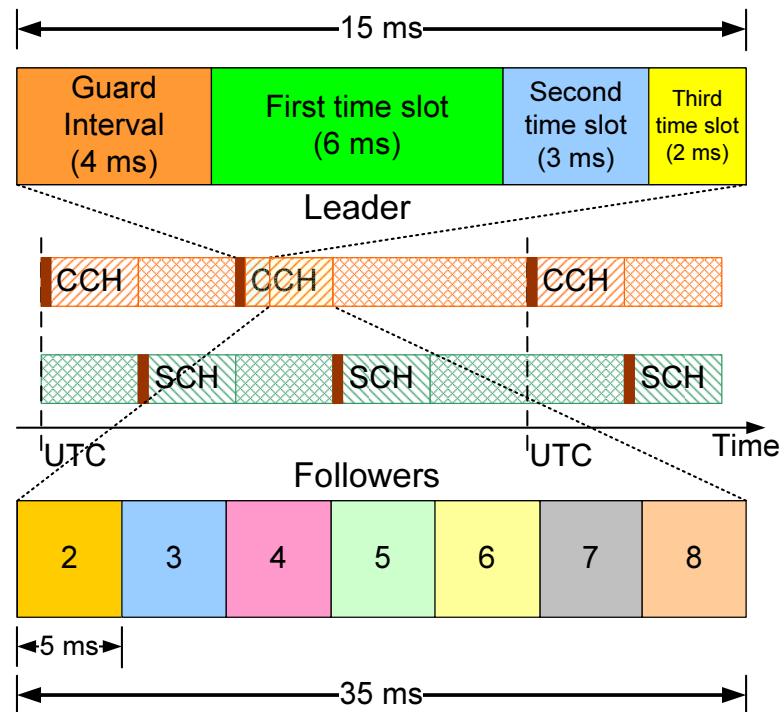 15 ms
Guard
Interval
(4 ms)
First time slot
(6 ms)
Second
time slot
(3 ms)
Third
time slot
(2 ms)
Leader
CCH
CCH
CCH
SCH
SCH
SCH
Time
UTC
UTC
Followers
2
3
4
5
6
7
8
5 ms
35 ms